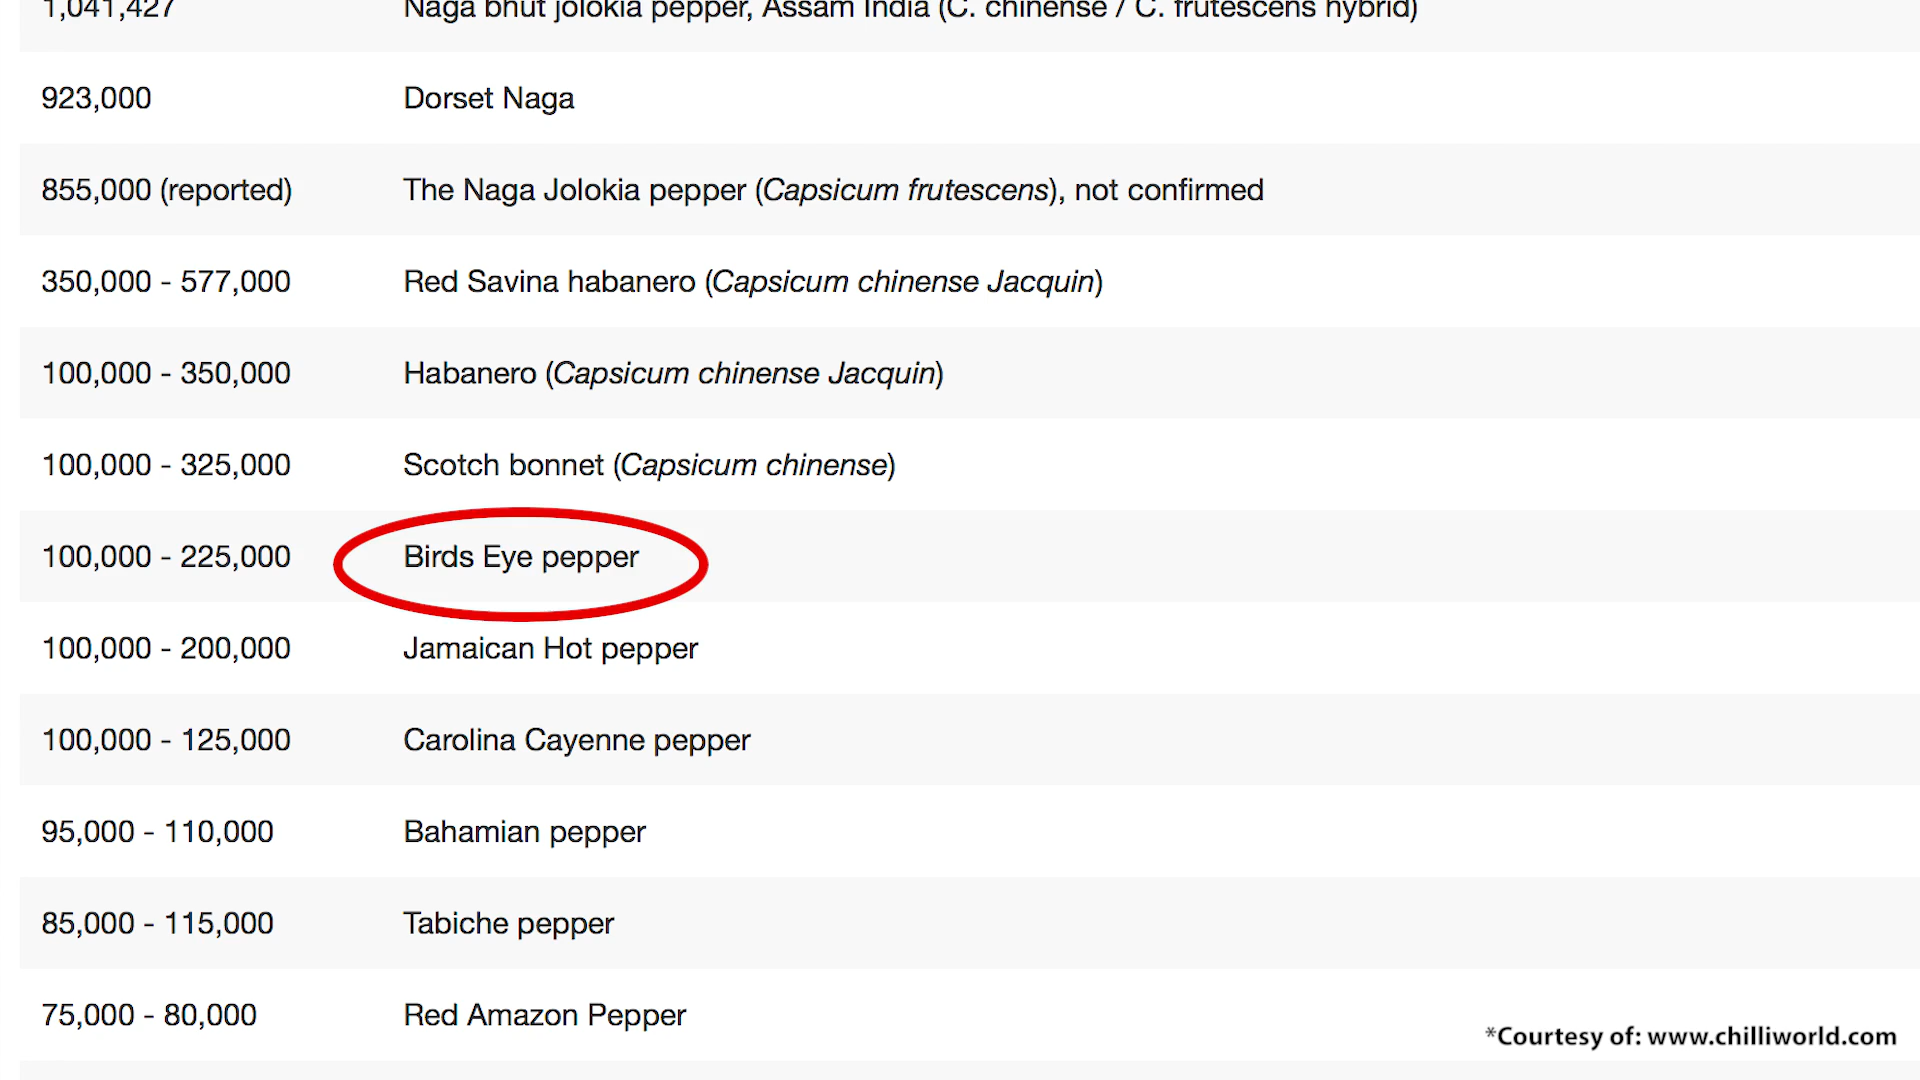 1,041,427 Naga bhut jolokia pepper, Assam India (C. chinense / C. frutescens hybrid)
923,000 Dorset Naga
855,000 (reported) The Naga Jolokia pepper (Capsicum frutescens), not confirmed
350,000 - 577,000 Red Savina habanero (Capsicum chinense Jacquin)
100,000 - 350,000 Habanero (Capsicum chinense Jacquin)
100,000 - 325,000 Scotch bonnet (Capsicum chinense)
100,000 - 225,000 Birds Eye pepper
100,000 - 200,000 Jamaican Hot pepper
100,000 - 125,000 Carolina Cayenne pepper
95,000 - 110,000 Bahamian pepper
85,000 - 115,000 Tabiche pepper
75,000 - 80,000 Red Amazon Pepper
*Courtesy of: www.chilliworld.com